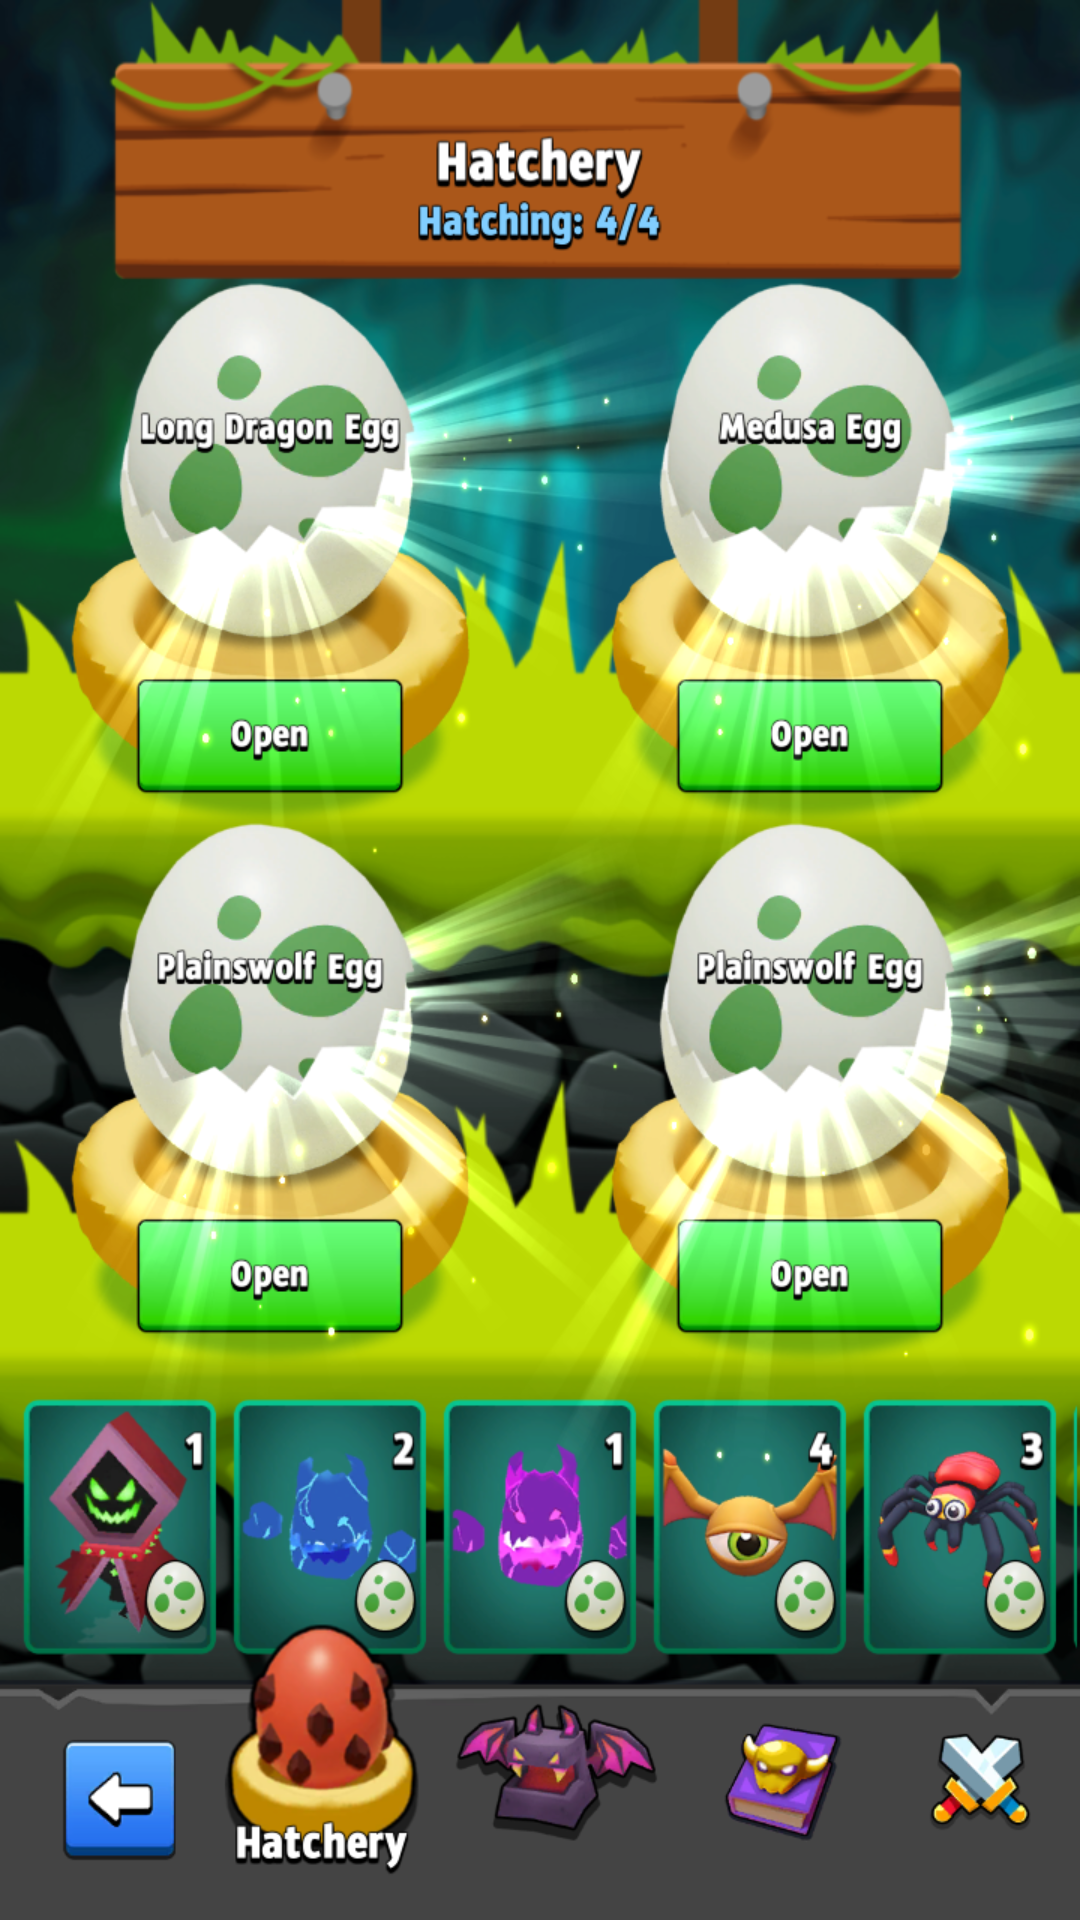 Hatchery
Hatching: 4/4
Long Dragon Egg
Medusa Egg
Open
Open
Plainswolf Egg
Plainswolf Egg
Open
Open
1
2
1
4
3
Hatchery